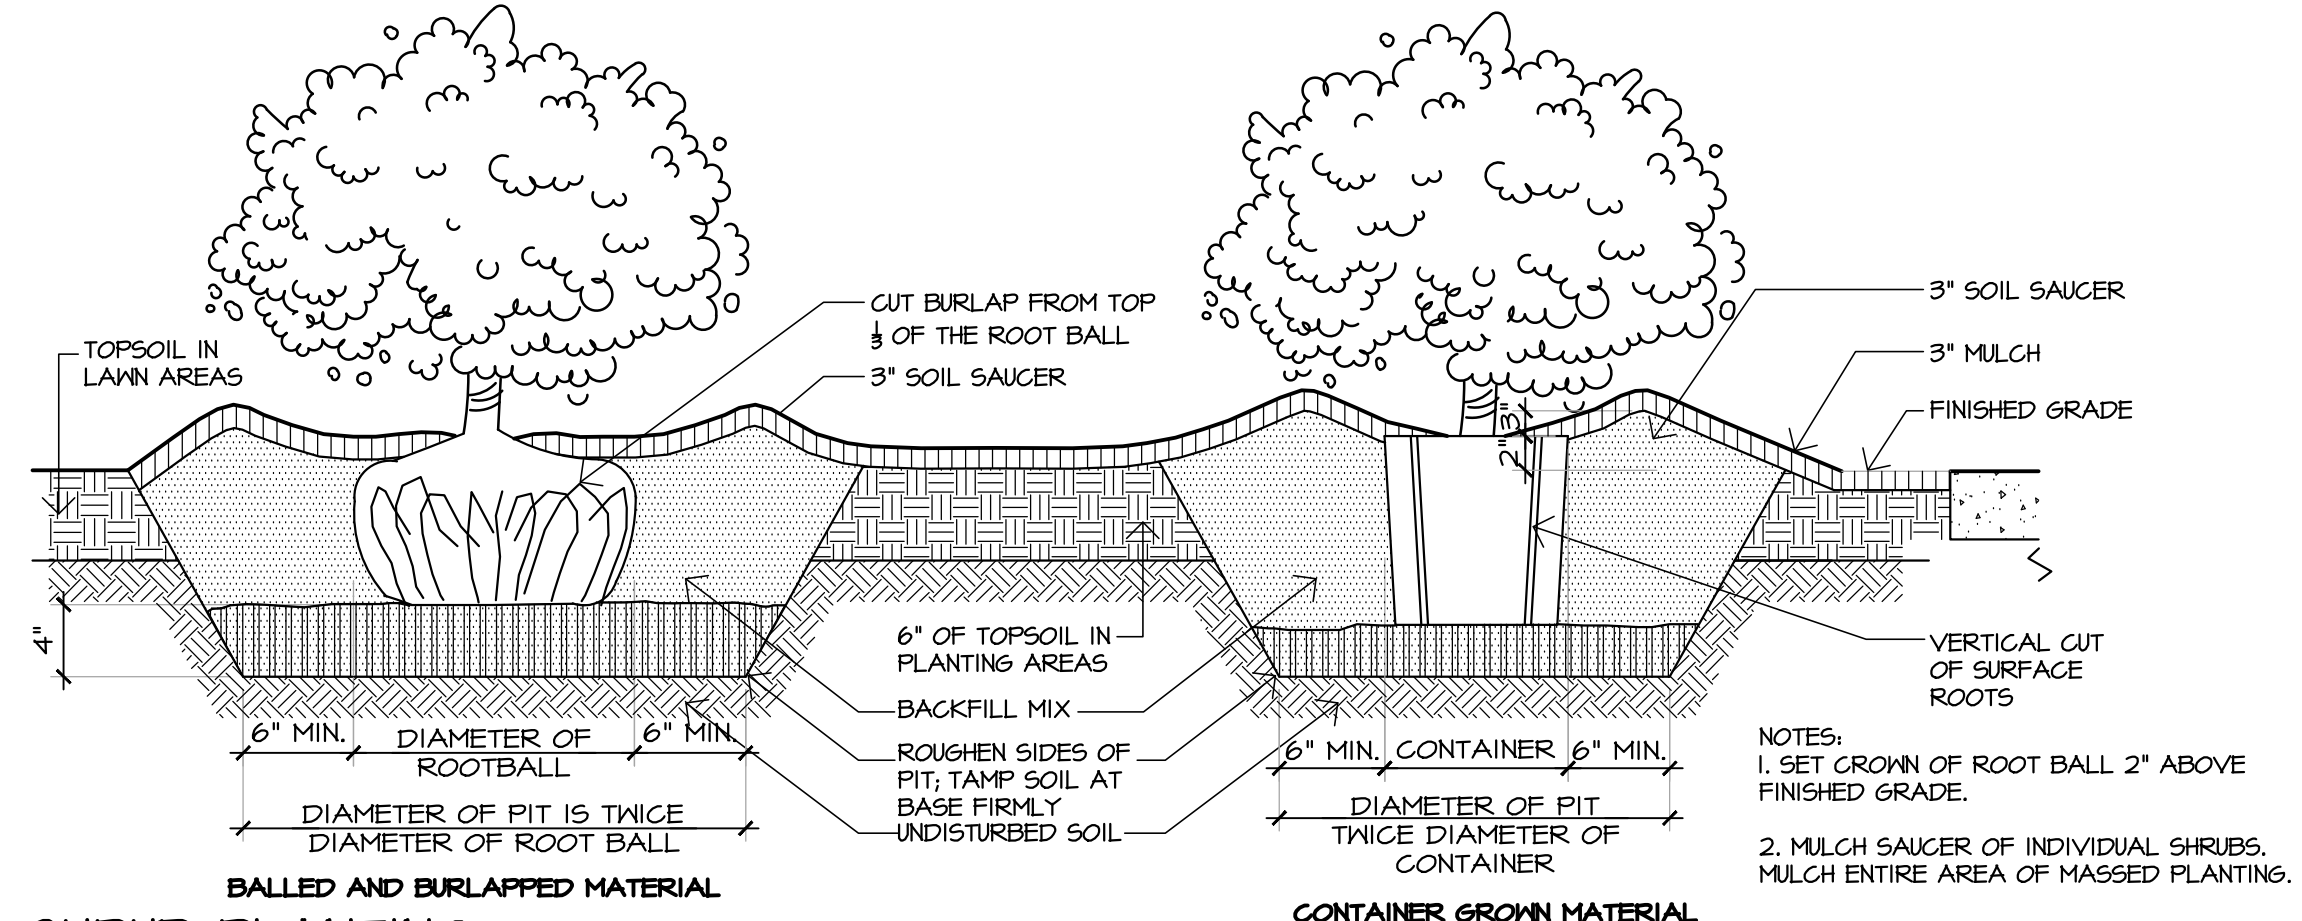 TOPSOIL IN
LAWN AREAS
4"
CUT BURLAP FROM TOP
1/3 OF THE ROOT BALL
3" SOIL SAUCER
3" SOIL SAUCER
3" MULCH
FINISHED GRADE
3"
2"
6" OF TOPSOIL IN
PLANTING AREAS
BACKFILL MIX
ROUGHEN SIDES OF
PIT; TAMP SOIL AT
BASE FIRMLY
UNDISTURBED SOIL
VERTICAL CUT
OF SURFACE
ROOTS
6" MIN.
DIAMETER OF
ROOTBALL
6" MIN.
DIAMETER OF PIT IS TWICE
DIAMETER OF ROOT BALL
BALLED AND BURLAPPED MATERIAL
6" MIN.
CONTAINER
6" MIN.
DIAMETER OF PIT
TWICE DIAMETER OF
CONTAINER
CONTAINER GROWN MATERIAL
NOTES:
1. SET CROWN OF ROOT BALL 2" ABOVE
FINISHED GRADE.
2. MULCH SAUCER OF INDIVIDUAL SHRUBS.
MULCH ENTIRE AREA OF MASSED PLANTING.